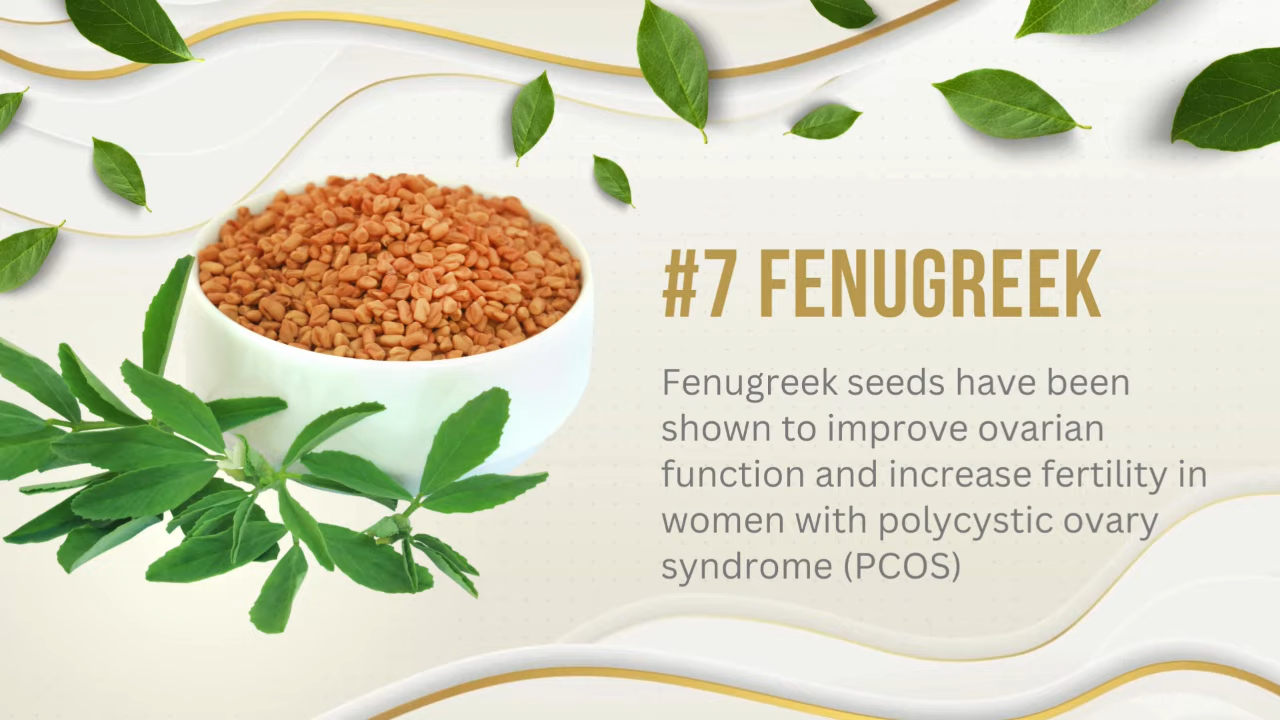 #7 FENUGREEK
Fenugreek seeds have been
shown to improve ovarian
function and increase fertility in
women with polycystic ovary
syndrome (PCOS)